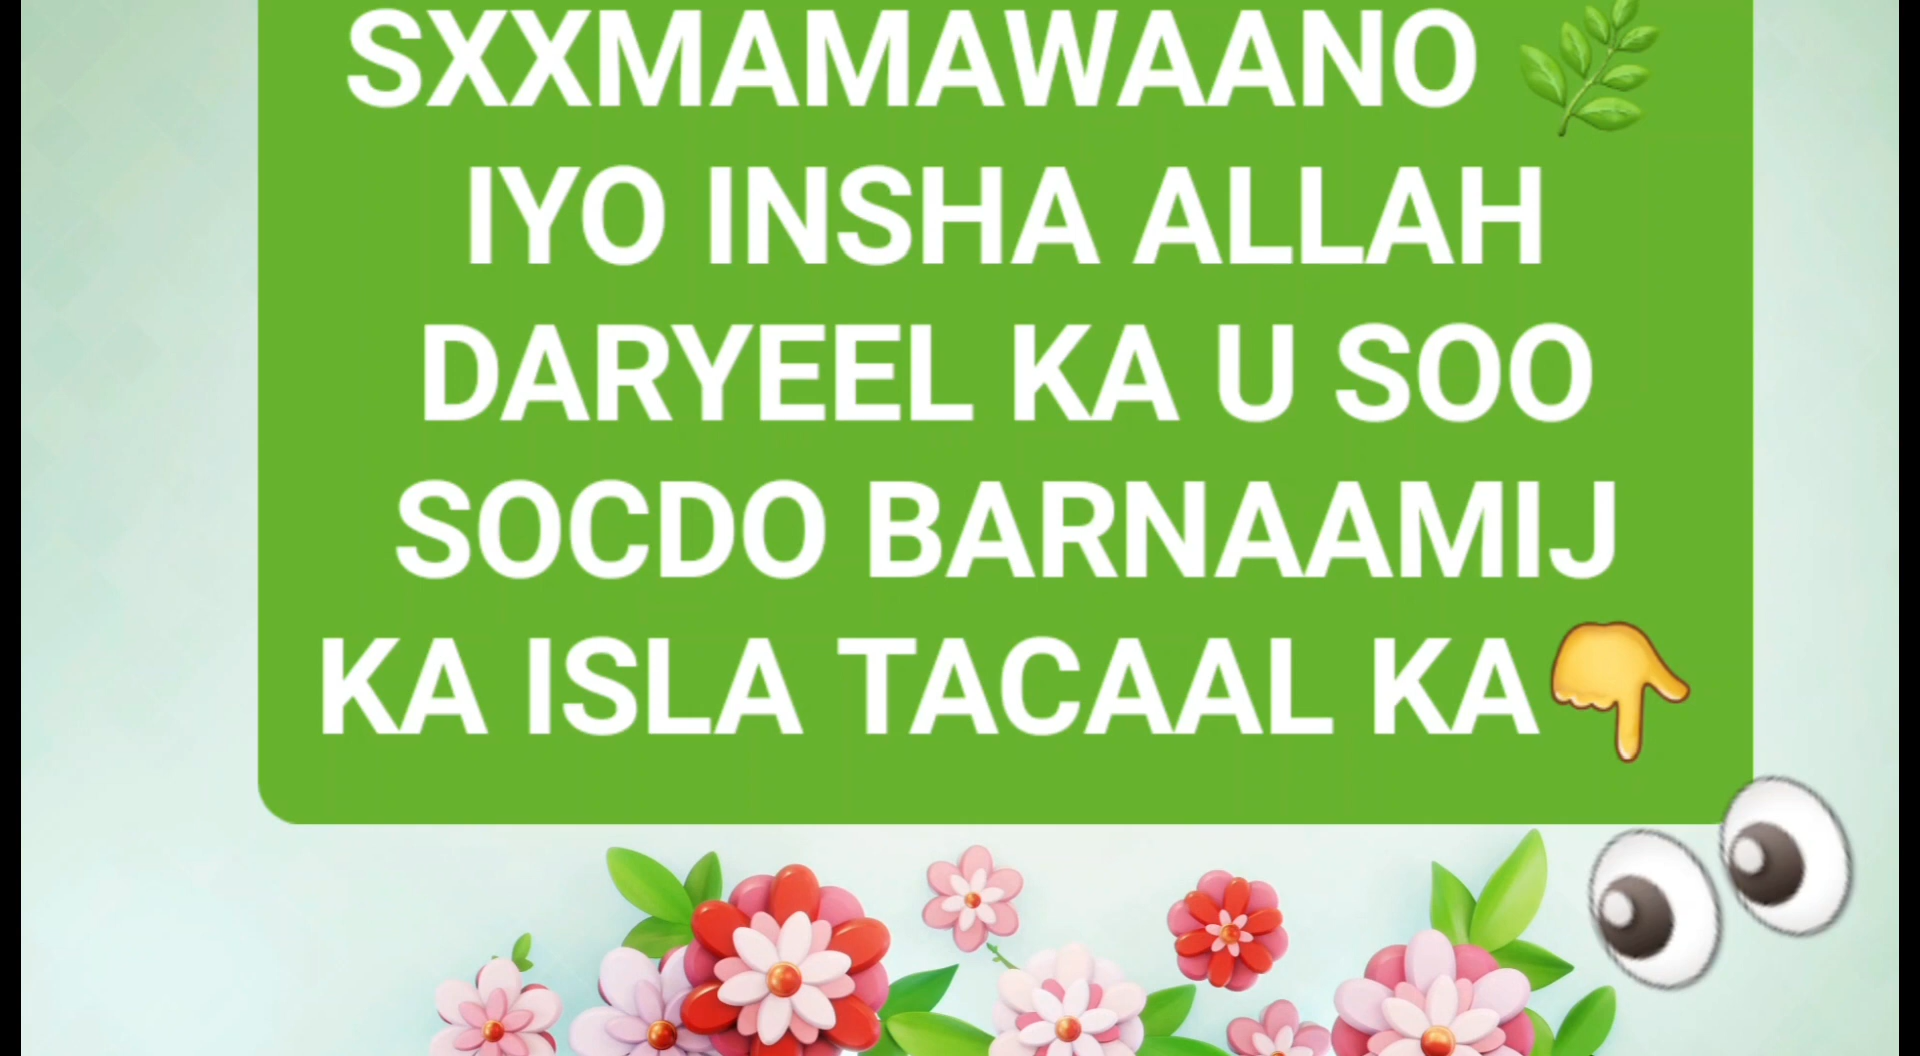 SXXMAMAWAANO 🌿
IYO INSHA ALLAH
DARYEEL KA U SOO
SOCDO BARNAAMIJ
KA ISLA TACAAL KA👇